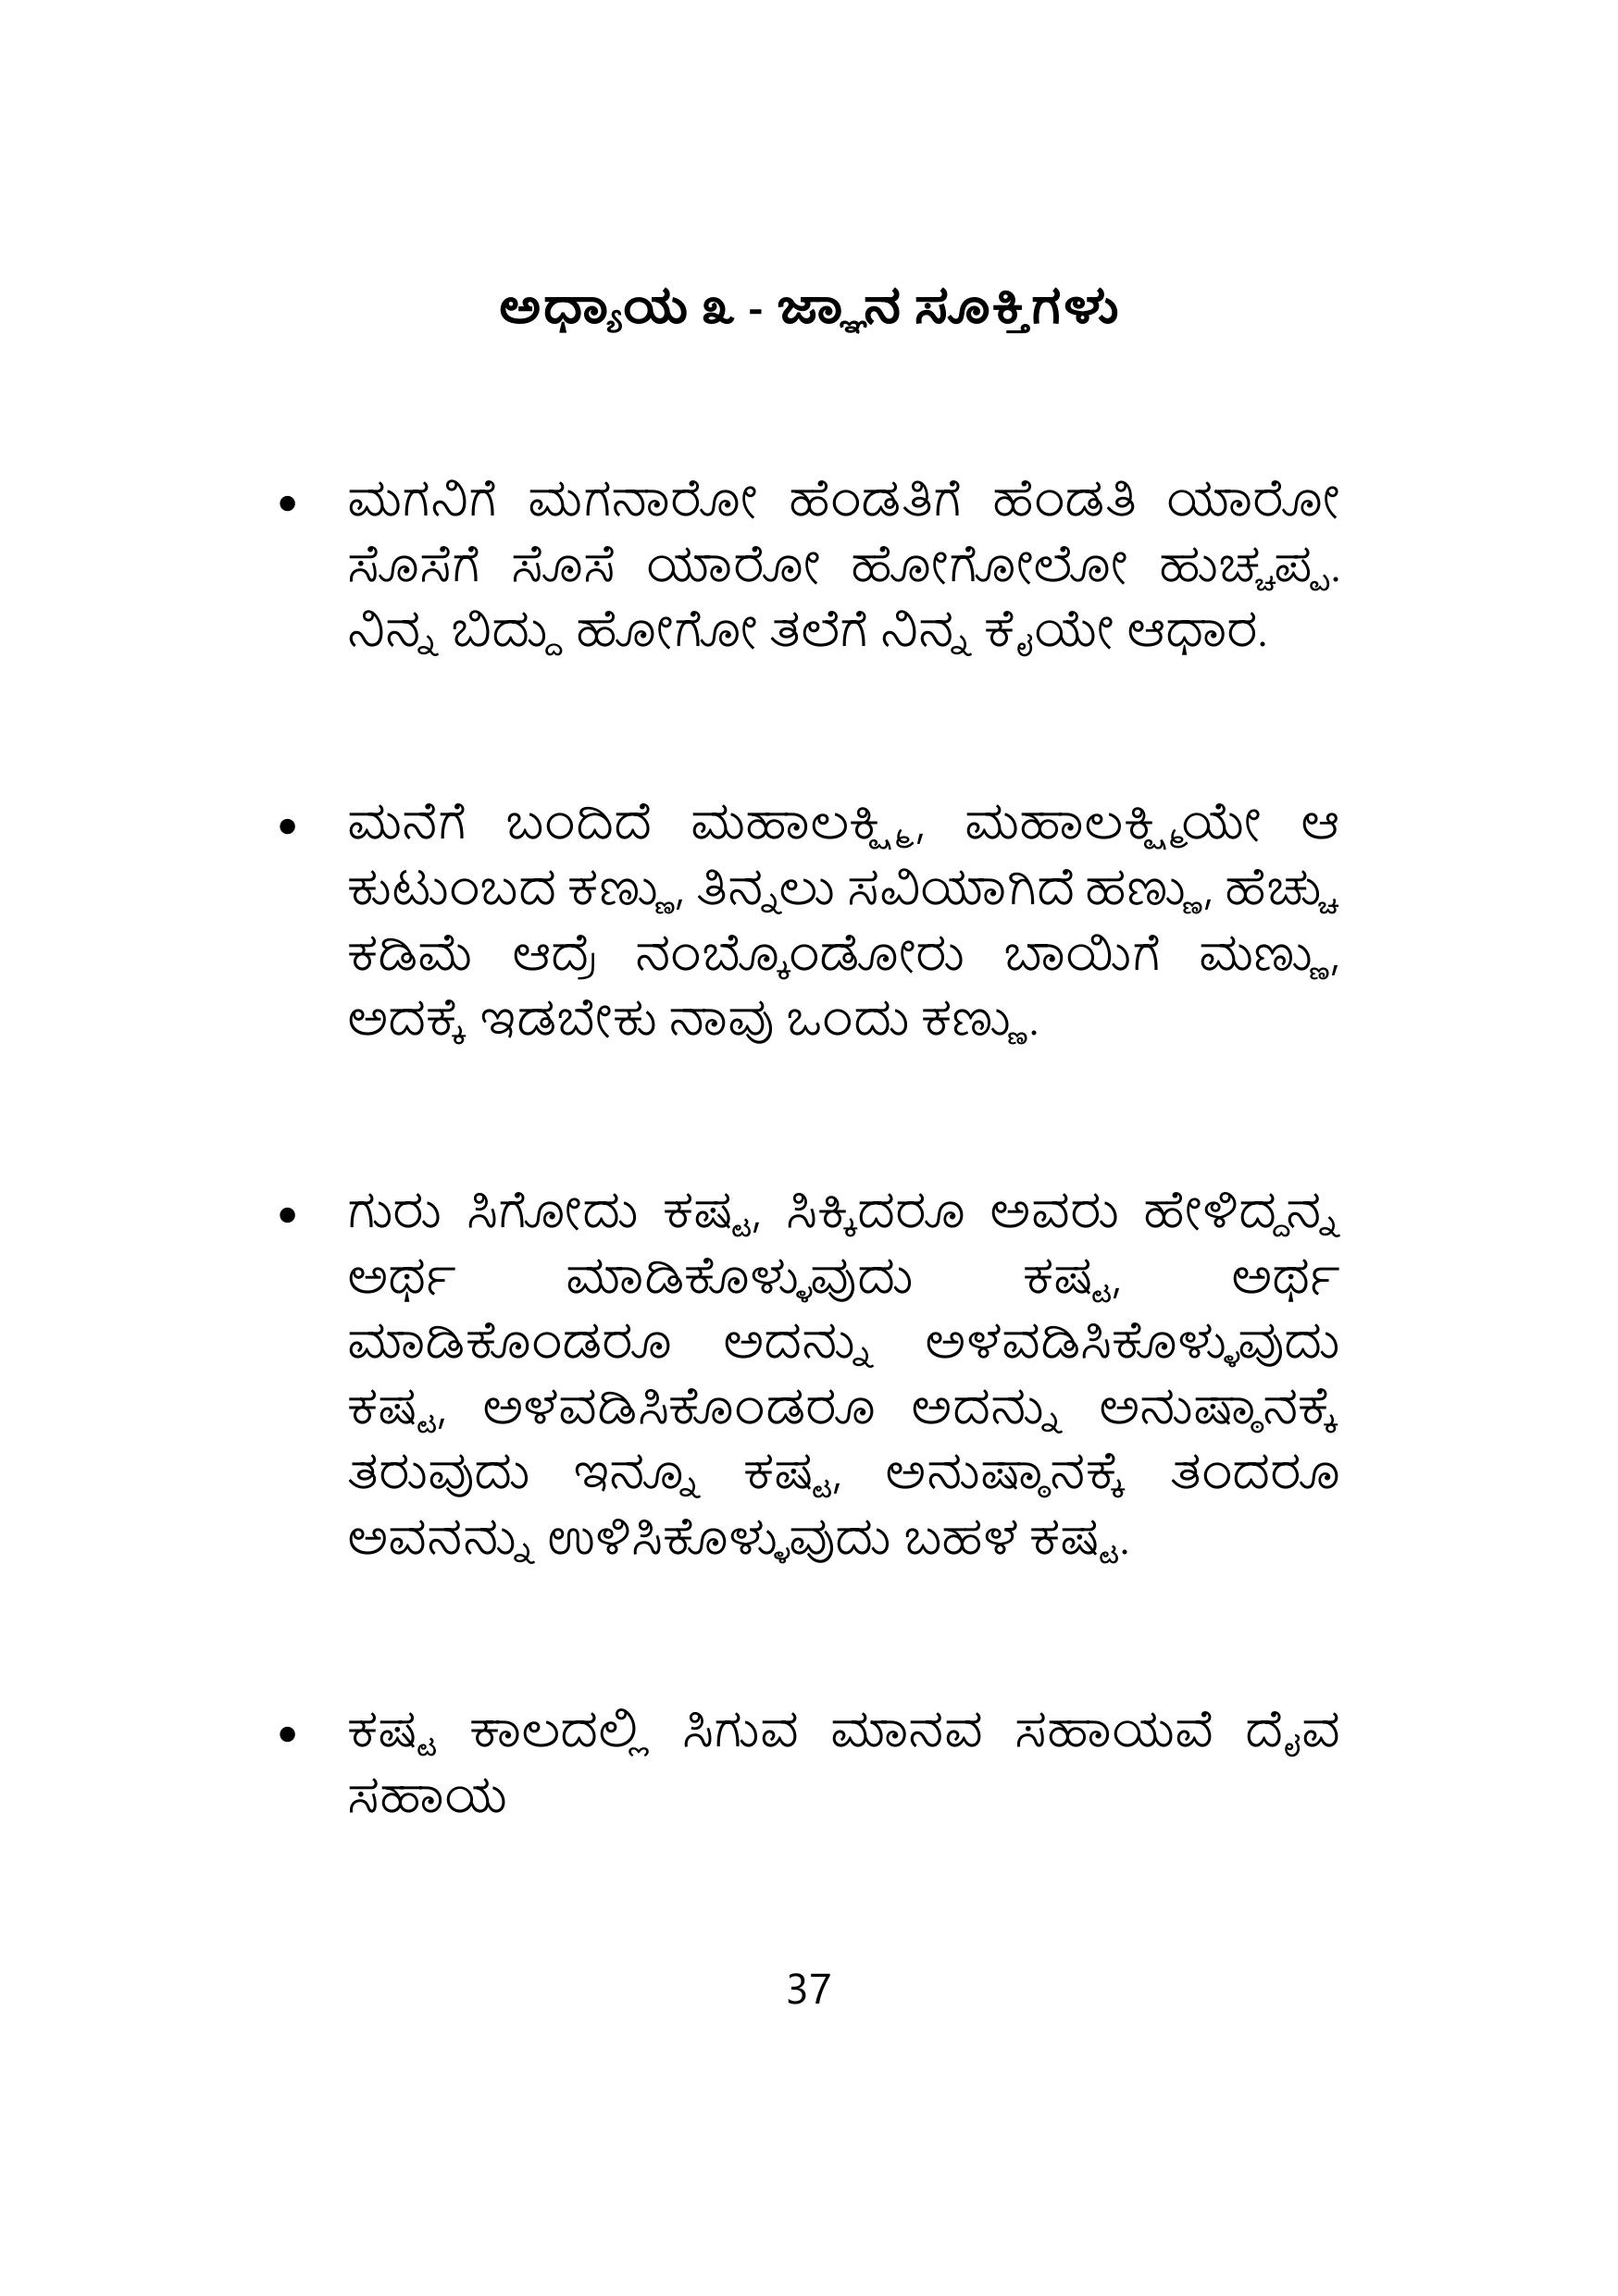 ಅಧ್ಯಾಯ ೩ - ಜ್ಞಾನ ಸೂಕ್ತಿಗಳು
• ಮಗನಿಗೆ ಮಗನಾರೋ ಹೆಂಡತಿಗೆ ಹೆಂಡತಿ ಯಾರೋ
ಸೊಸೆಗೆ ಸೊಸೆ ಯಾರೋ ಹೋಗೋಲೋ ಹುಚ್ಚಪ್ಪ.
ನಿನ್ನ ಬಿದ್ದು ಹೋಗೋ ತಲೆಗೆ ನಿನ್ನ ಕೈಯೇ ಆಧಾರ.
• ಮನೆಗೆ ಬಂದಿದೆ ಮಹಾಲಕ್ಷ್ಮಿ, ಮಹಾಲಕ್ಷ್ಮಿಯೇ ಆ
ಕುಟುಂಬದ ಕಣ್ಣು, ತಿನ್ನಲು ಸವಿಯಾಗಿದೆ ಹಣ್ಣು, ಹೆಚ್ಚು
ಕಡಿಮೆ ಆದ್ರೆ ನಂಬ್ಕೊಂಡೋರು ಬಾಯಿಗೆ ಮಣ್ಣು,
ಅದಕ್ಕೆ ಇಡಬೇಕು ನಾವು ಒಂದು ಕಣ್ಣು.
• ಗುರು ಸಿಗೋದು ಕಷ್ಟ, ಸಿಕ್ಕಿದರೂ ಅವರು ಹೇಳಿದ್ದನ್ನ
ಅರ್ಥ ಮಾಡಿಕೊಳ್ಳುವುದು ಕಷ್ಟ, ಅರ್ಥ
ಮಾಡಿಕೊಂಡರೂ ಅದನ್ನು ಅಳವಡಿಸಿಕೊಳ್ಳುವುದು
ಕಷ್ಟ, ಅಳವಡಿಸಿಕೊಂಡರೂ ಅದನ್ನು ಅನುಷ್ಠಾನಕ್ಕೆ
ತರುವುದು ಇನ್ನೂ ಕಷ್ಟ, ಅನುಷ್ಠಾನಕ್ಕೆ ತಂದರೂ
ಅವನನ್ನು ಉಳಿಸಿಕೊಳ್ಳುವುದು ಬಹಳ ಕಷ್ಟ.
• ಕಷ್ಟ ಕಾಲದಲ್ಲಿ ಸಿಗುವ ಮಾನವ ಸಹಾಯವೆ ದೈವ
ಸಹಾಯ
37